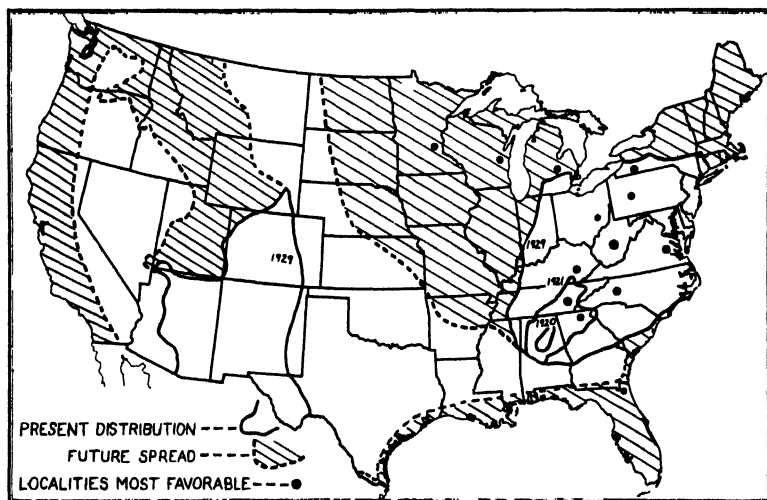 1929
1929
1921
1920
PRESENT DISTRIBUTION
FUTURE SPREAD
LOCALITIES MOST FAVORABLE